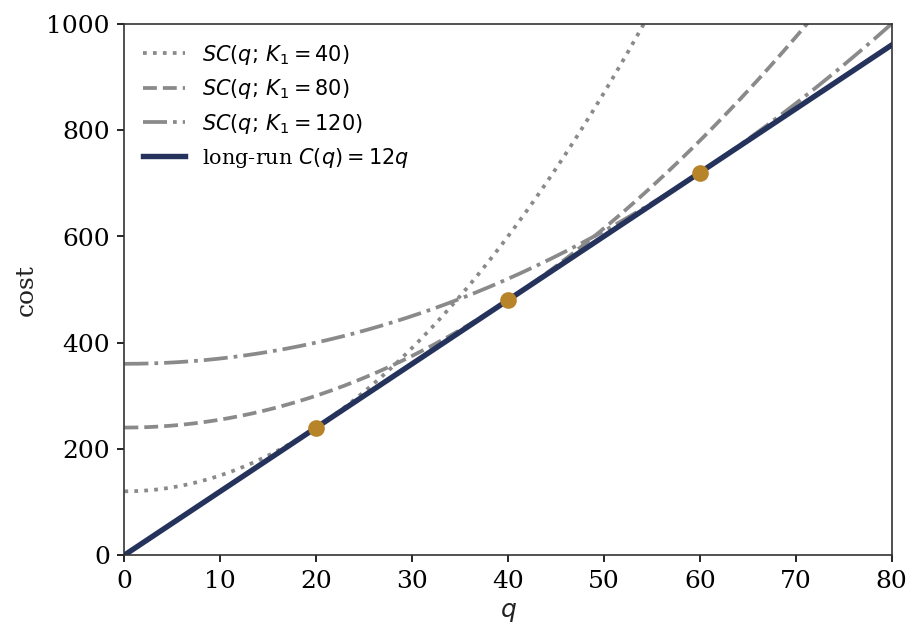 1000
800
600
400
200
0
cost
SC(q; K₁ = 40)
SC(q; K₁ = 80)
SC(q; K₁ = 120)
long-run C(q) = 12q
0 10 20 30 40 50 60 70 80
q